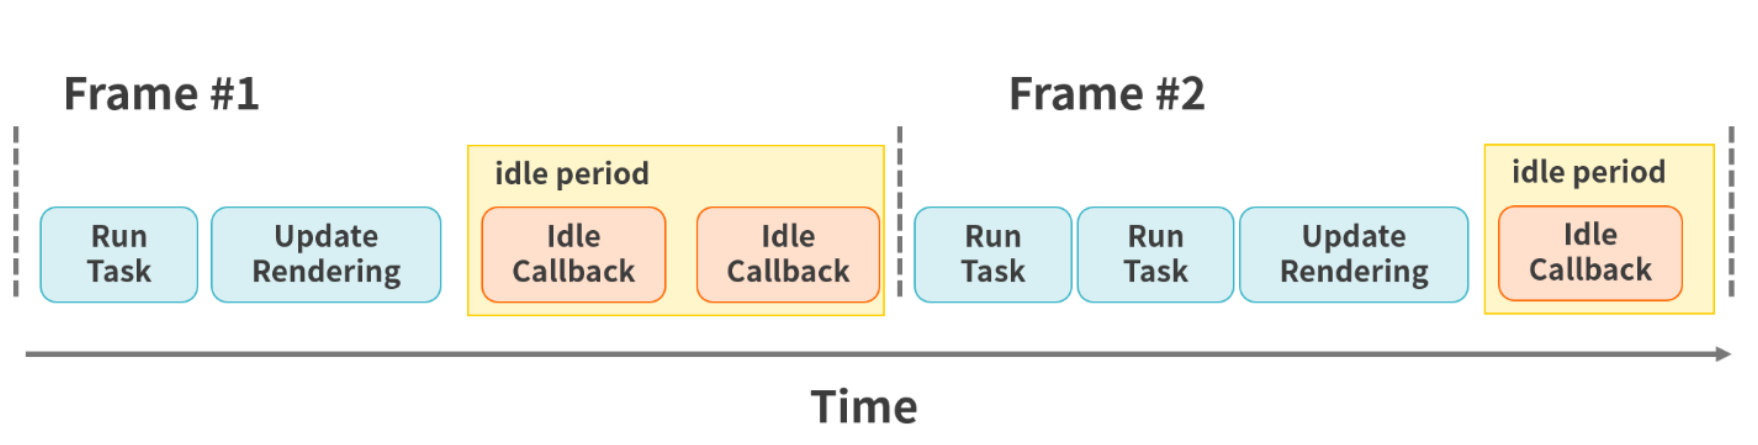 Frame #1
Frame #2
idle period
idle period
Run
Task
Update
Rendering
Idle
Callback
Idle
Callback
Run
Task
Run
Task
Update
Rendering
Idle
Callback
Time